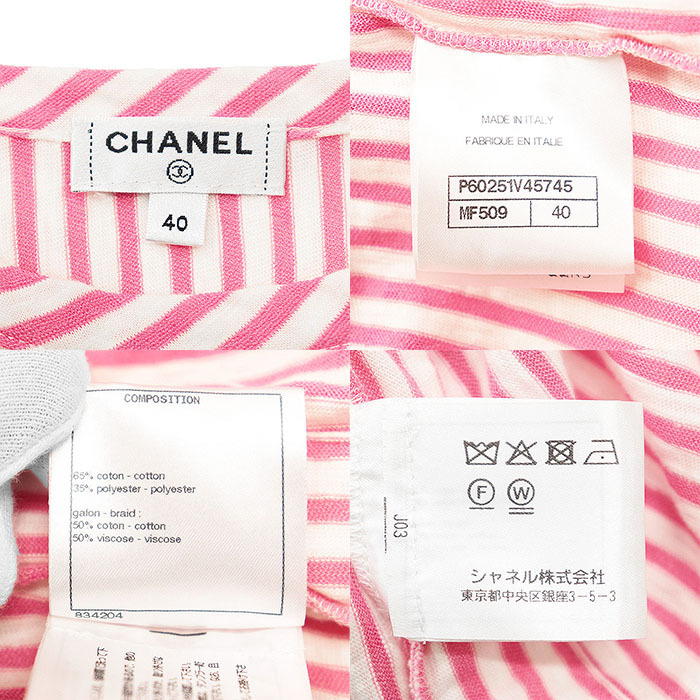 CHANEL
40
MADE IN ITALY
FABRIQUE EN ITALIE
P60251V45745
MF509 40
COMPOSITION
65% coton - cotton
35% polyester - polyester
galon - braid :
50% coton - cotton
50% viscose - viscose
834204
J03
F W
シャネル株式会社
東京都中央区銀座3-5-3